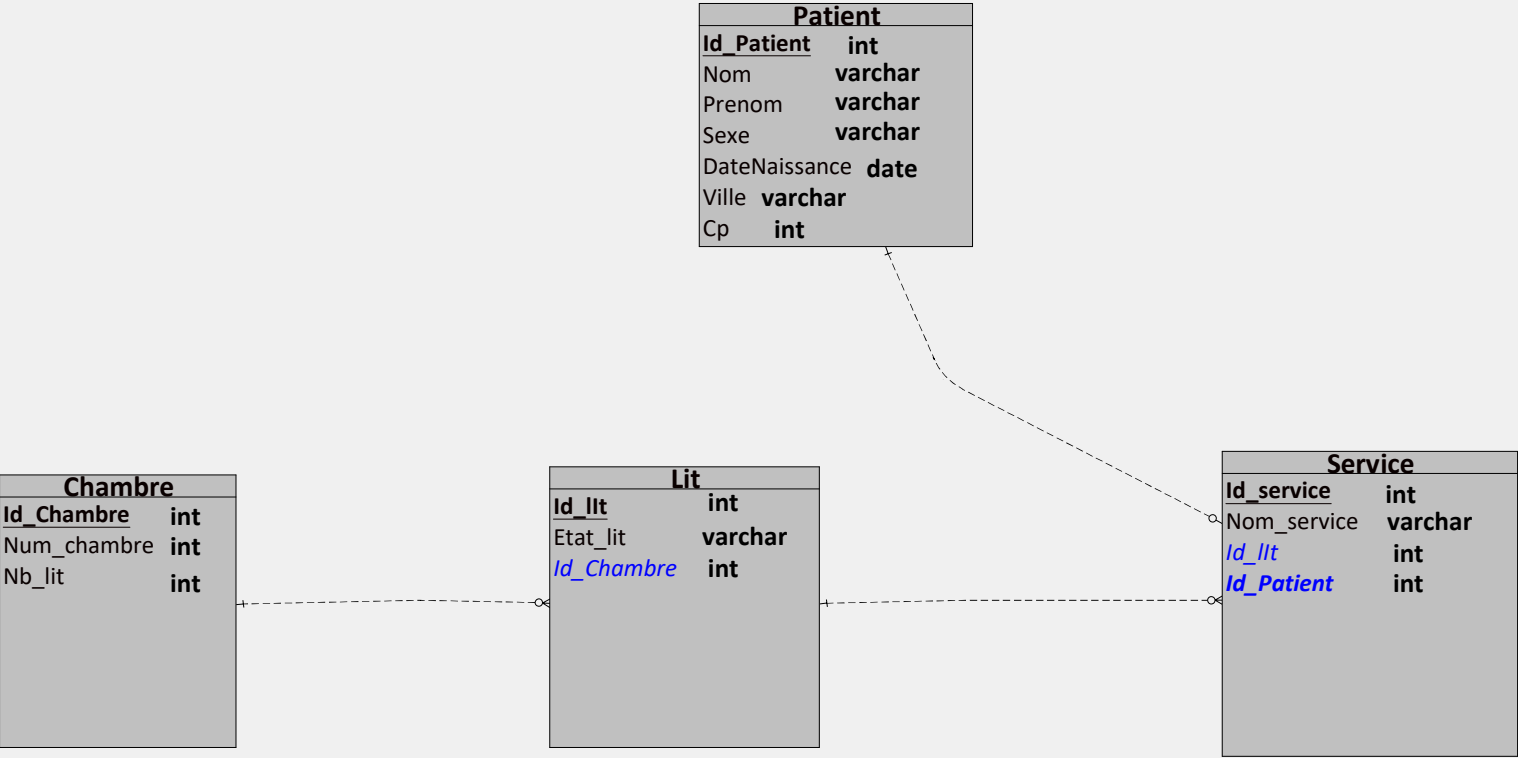 Patient
Id_Patient int
Nom varchar
Prenom varchar
Sexe varchar
DateNaissance date
Ville varchar
Cp int
Chambre
Id_Chambre int
Num_chambre int
Nb_lit int
Lit
Id_lIt int
Etat_lit varchar
Id_Chambre int
Service
Id_service int
Nom_service varchar
Id_lIt int
Id_Patient int